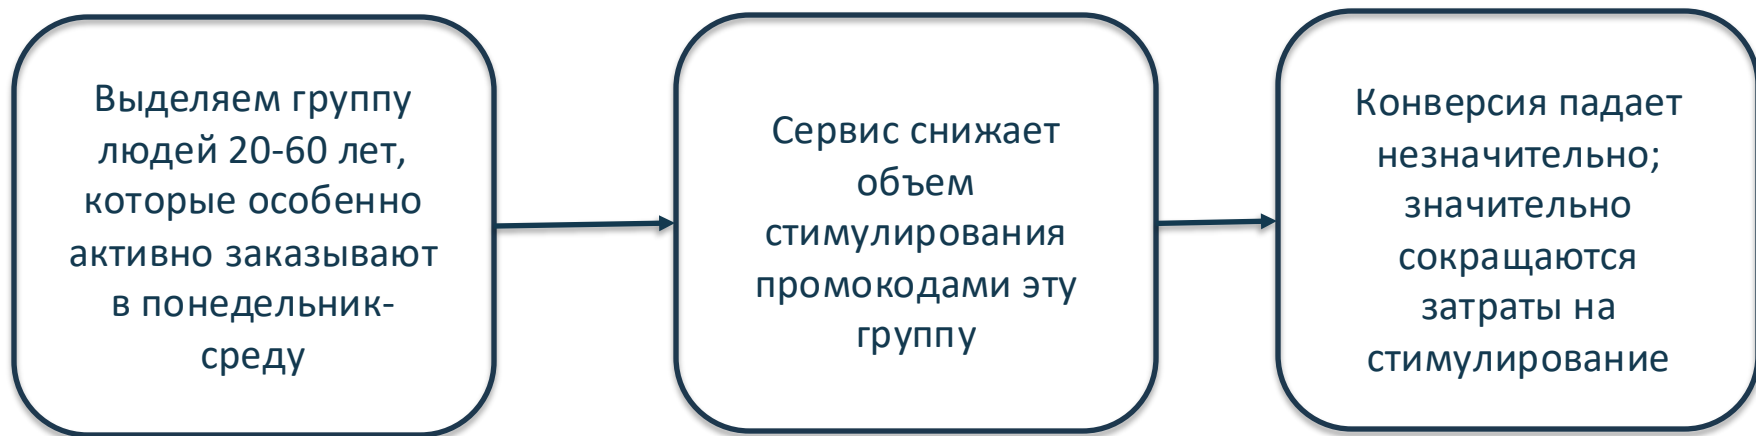 Выделяем группу
людей 20-60 лет,
которые особенно
активно заказывают
в понедельник-
среду
Сервис снижает
объем
стимулирования
промокодами эту
группу
Конверсия падает
незначительно;
значительно
сокращаются
затраты на
стимулирование